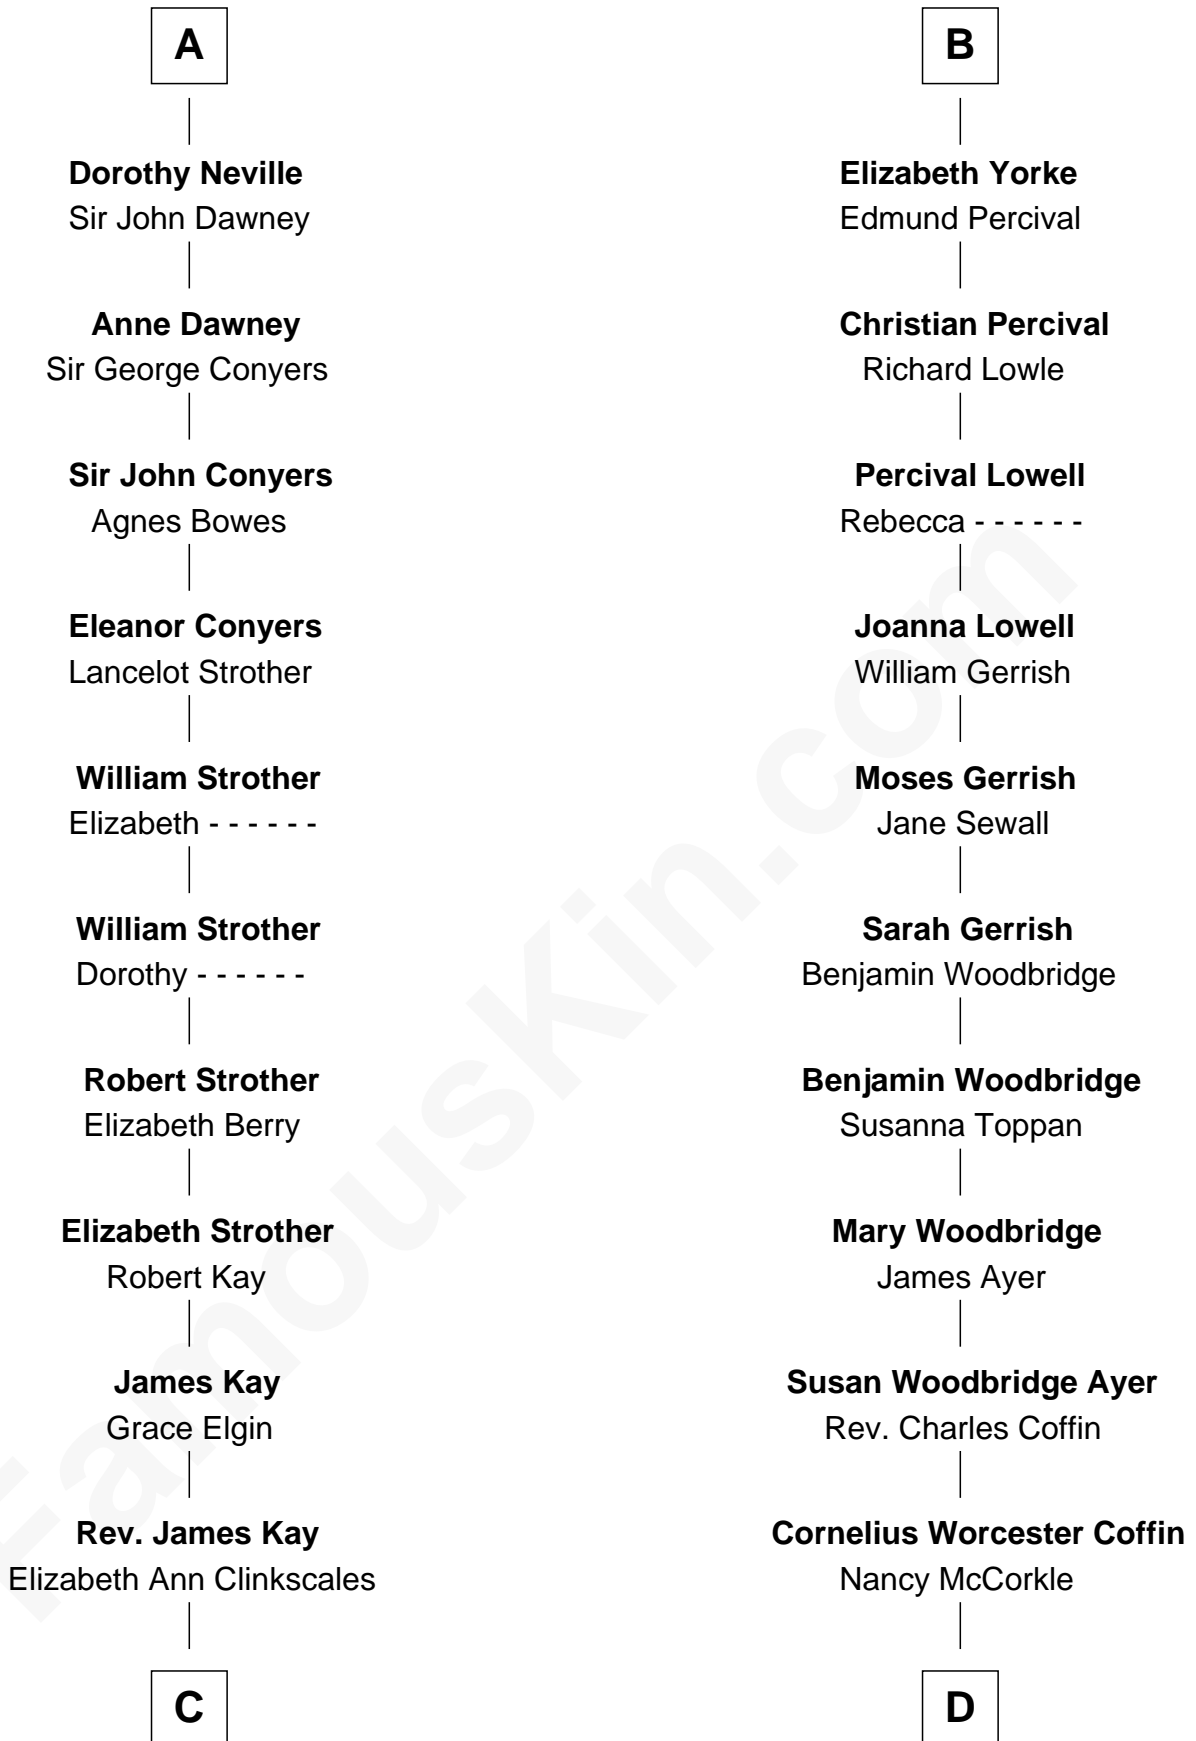 A
Dorothy Neville
Sir John Dawney
Anne Dawney
Sir George Conyers
Sir John Conyers
Agnes Bowes
Eleanor Conyers
Lancelot Strother
William Strother
Elizabeth - - - - - -
William Strother
Dorothy - - - - - -
Robert Strother
Elizabeth Berry
Elizabeth Strother
Robert Kay
James Kay
Grace Elgin
Rev. James Kay
Elizabeth Ann Clinkscales
C
B
Elizabeth Yorke
Edmund Percival
Christian Percival
Richard Lowle
Percival Lowell
Rebecca - - - - - -
Joanna Lowell
William Gerrish
Moses Gerrish
Jane Sewall
Sarah Gerrish
Benjamin Woodbridge
Benjamin Woodbridge
Susanna Toppan
Mary Woodbridge
James Ayer
Susan Woodbridge Ayer
Rev. Charles Coffin
Cornelius Worcester Coffin
Nancy McCorkle
D
FamousKin.com